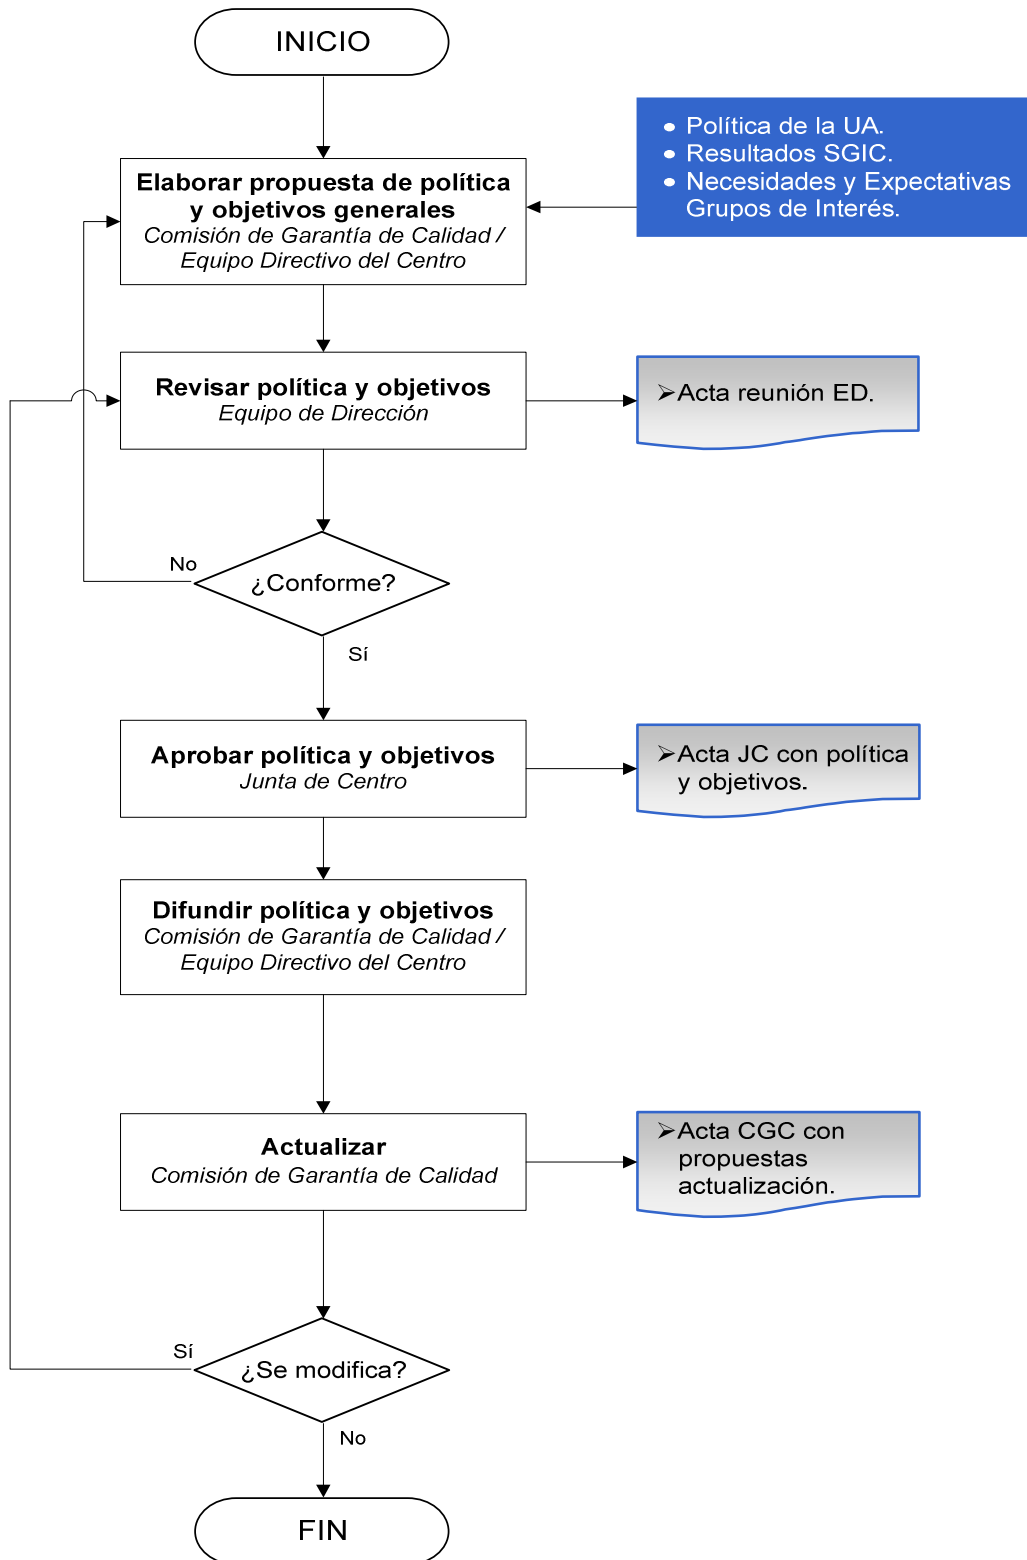 INICIO
• Política de la UA.
• Resultados SGIC.
• Necesidades y Expectativas
Grupos de Interés.
Elaborar propuesta de política
y objetivos generales
Comisión de Garantía de Calidad /
Equipo Directivo del Centro
Revisar política y objetivos
Equipo de Dirección
➢Acta reunión ED.
No
¿Conforme?
Sí
Aprobar política y objetivos
Junta de Centro
➢Acta JC con política
y objetivos.
Difundir política y objetivos
Comisión de Garantía de Calidad /
Equipo Directivo del Centro
Actualizar
Comisión de Garantía de Calidad
➢Acta CGC con
propuestas
actualización.
Sí
¿Se modifica?
No
FIN